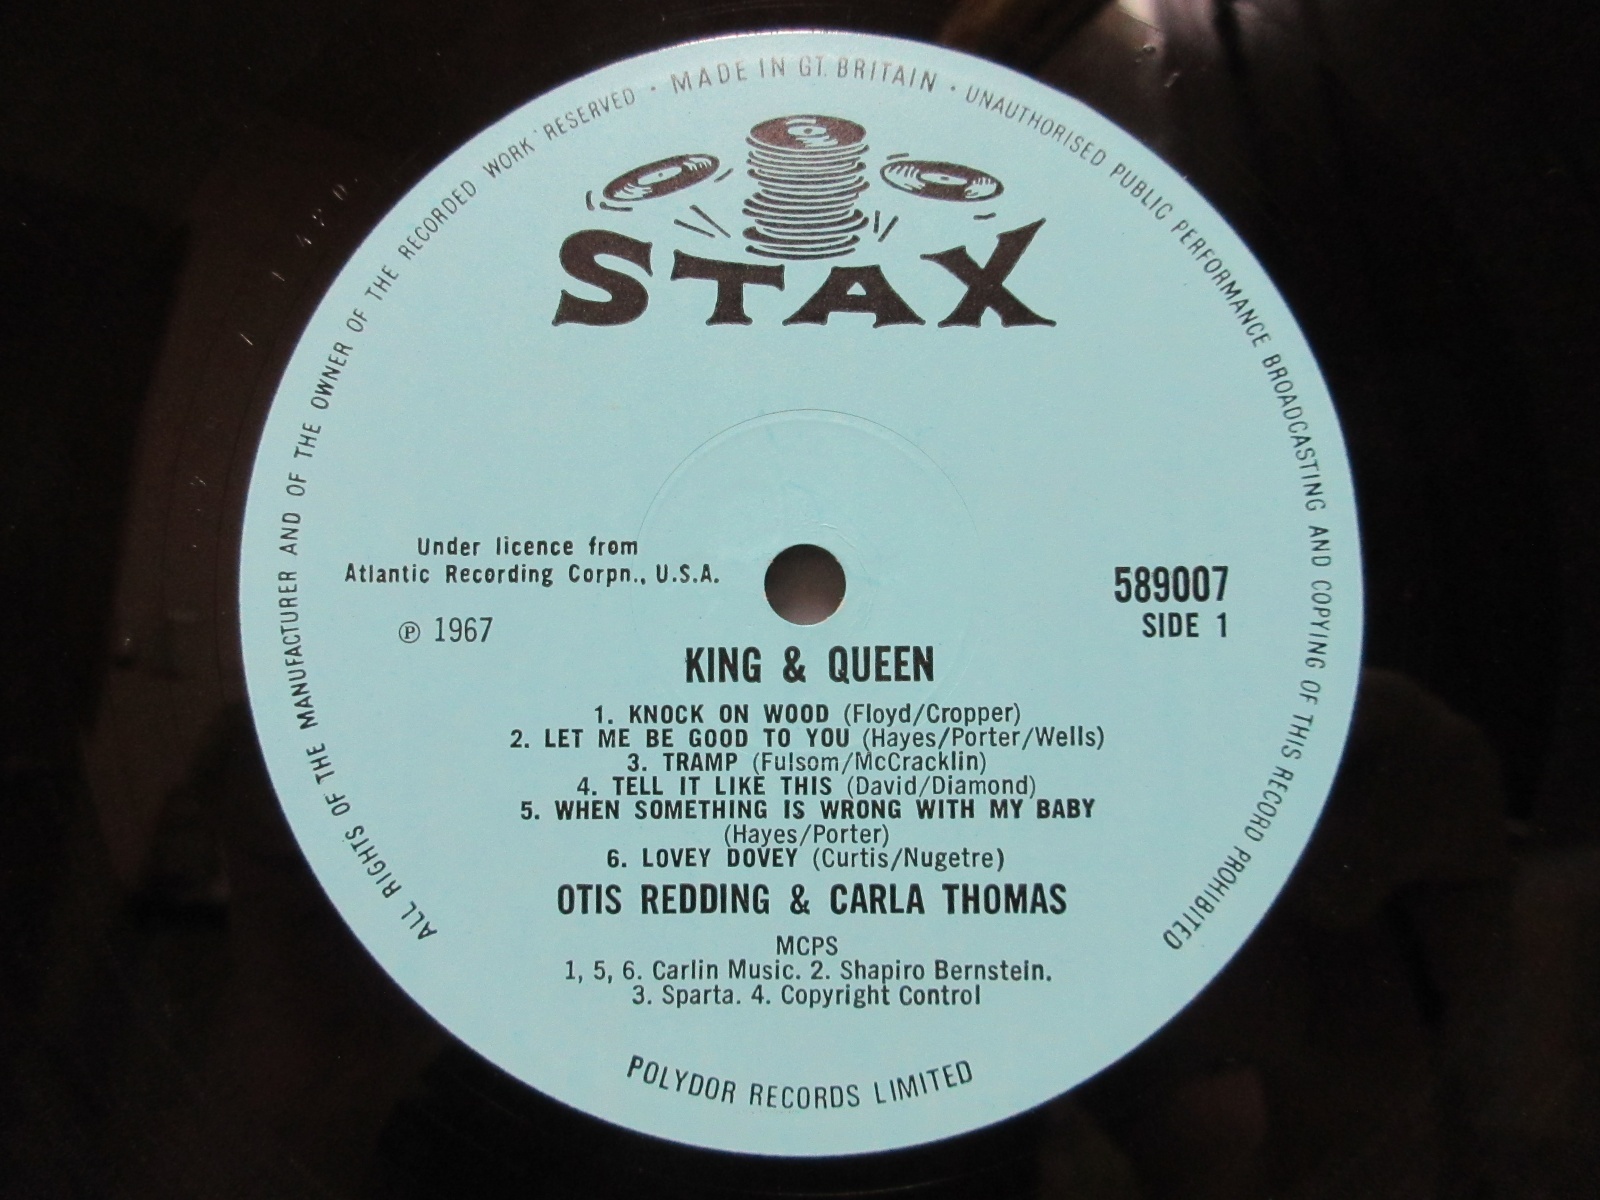 ALL RIGHTS OF THE MANUFACTURER AND OF THE OWNER OF THE RECORDED WORK RESERVED · MADE IN GT. BRITAIN · UNAUTHORISED PUBLIC PERFORMANCE BROADCASTING AND COPYING OF THIS RECORD PROHIBITED
STAX
Under licence from
Atlantic Recording Corpn., U.S.A.
℗ 1967
589007
SIDE 1
KING & QUEEN
1. KNOCK ON WOOD (Floyd/Cropper)
2. LET ME BE GOOD TO YOU (Hayes/Porter/Wells)
3. TRAMP (Fulsom/McCracklin)
4. TELL IT LIKE THIS (David/Diamond)
5. WHEN SOMETHING IS WRONG WITH MY BABY
(Hayes/Porter)
6. LOVEY DOVEY (Curtis/Nugetre)
OTIS REDDING & CARLA THOMAS
MCPS
1, 5, 6. Carlin Music. 2. Shapiro Bernstein.
3. Sparta. 4. Copyright Control
POLYDOR RECORDS LIMITED